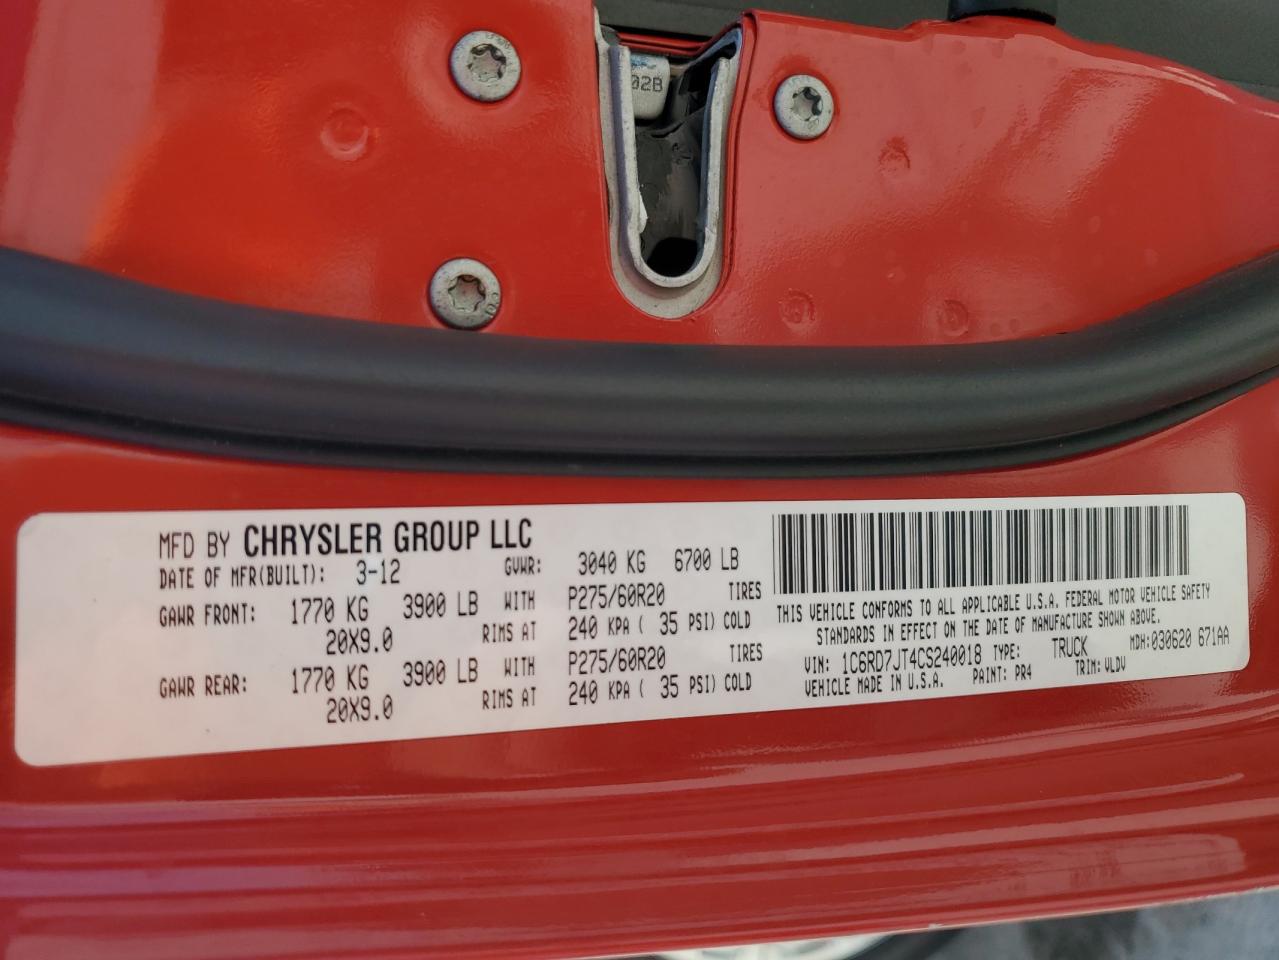 02B
MFD BY CHRYSLER GROUP LLC
DATE OF MFR(BUILT): 3-12 GVWR: 3040 KG 6700 LB
GAWR FRONT: 1770 KG 3900 LB WITH P275/60R20 TIRES
20X9.0 RIMS AT 240 KPA ( 35 PSI) COLD
GAWR REAR: 1770 KG 3900 LB WITH P275/60R20 TIRES
20X9.0 RIMS AT 240 KPA ( 35 PSI) COLD
THIS VEHICLE CONFORMS TO ALL APPLICABLE U.S.A. FEDERAL MOTOR VEHICLE SAFETY
STANDARDS IN EFFECT ON THE DATE OF MANUFACTURE SHOWN ABOVE.
VIN: 1C6RD7JT4CS240018 TYPE: TRUCK MDH:030620 671AA
VEHICLE MADE IN U.S.A. PAINT: PR4 TRIM:VLDV